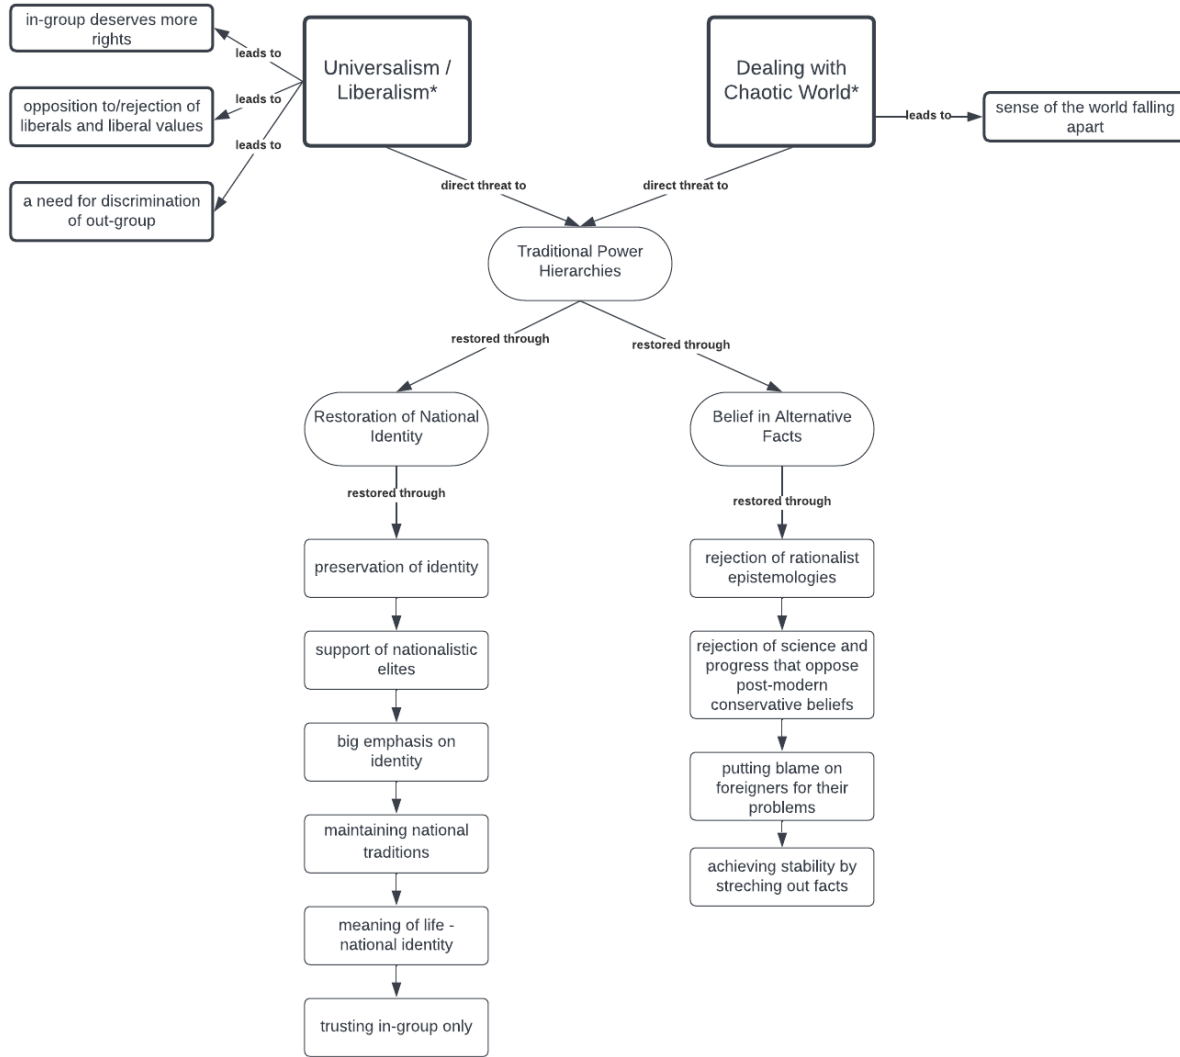 in-group deserves more
rights
leads to
opposition to/rejection of
liberals and liberal values
leads to
leads to
a need for discrimination
of out-group
Universalism /
Liberalism*
Dealing with
Chaotic World*
leads to
sense of the world falling
apart
direct threat to
direct threat to
Traditional Power
Hierarchies
restored through
restored through
Restoration of National
Identity
Belief in Alternative
Facts
restored through
restored through
preservation of identity
support of nationalistic
elites
big emphasis on
identity
maintaining national
traditions
meaning of life -
national identity
trusting in-group only
rejection of rationalist
epistemologies
rejection of science and
progress that oppose
post-modern
conservative beliefs
putting blame on
foreigners for their
problems
achieving stability by
streching out facts